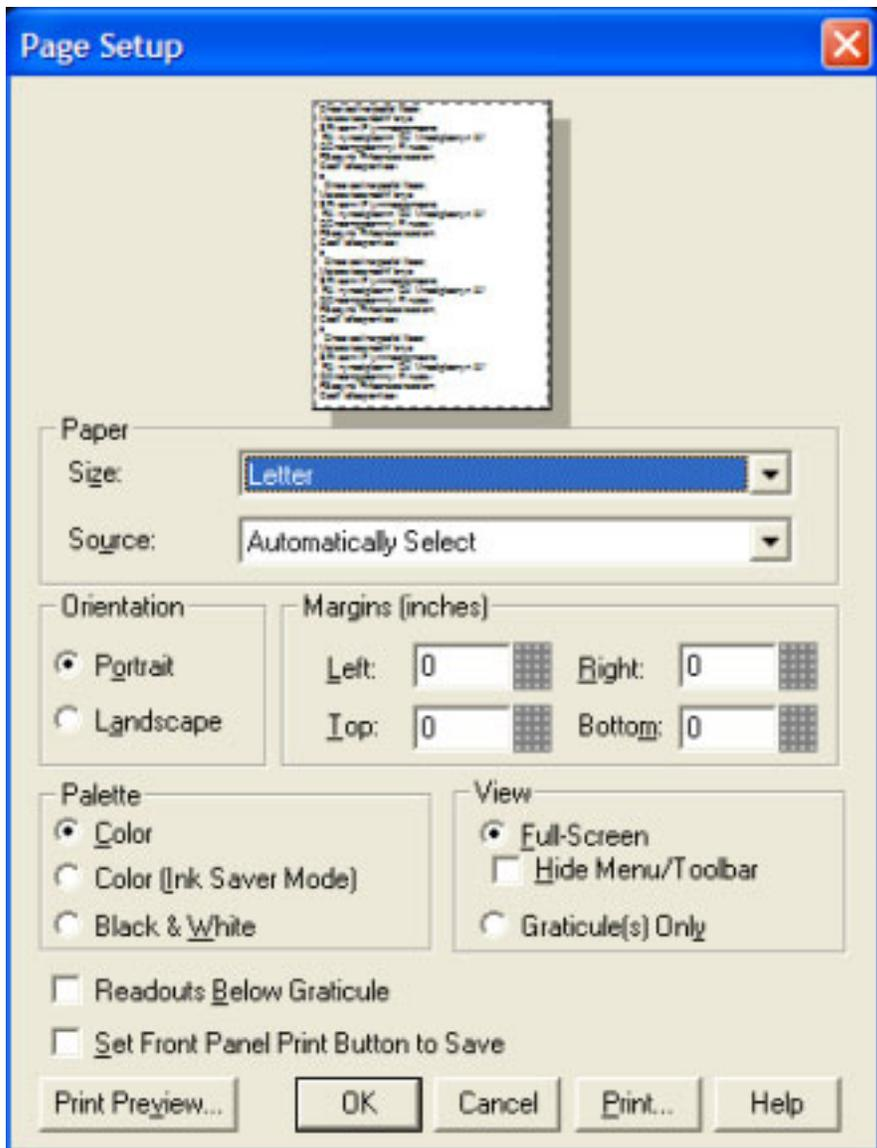 Page Setup
Paper
Size: Letter
Source: Automatically Select
Orientation
Portrait
Landscape
Margins (inches)
Left: 0 Right: 0
Top: 0 Bottom: 0
Palette
Color
Color (Ink Saver Mode)
Black & White
View
Full-Screen
Hide Menu/Toolbar
Graticule(s) Only
Readouts Below Graticule
Set Front Panel Print Button to Save
Print Preview... OK Cancel Print... Help